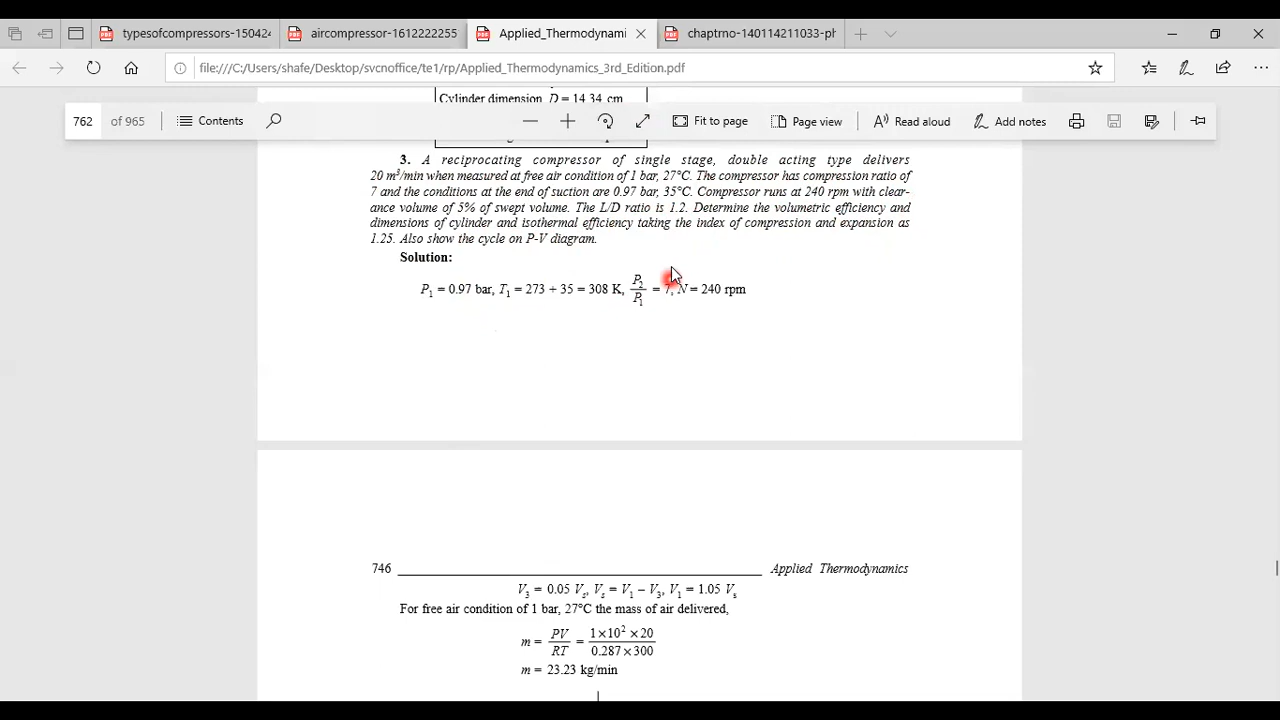 typesofcompressors-150424
aircompressor-1612222255
Applied_Thermodynami
chaptrno-140114211033-ph
file:///C:/Users/shafe/Desktop/svcnoffice/te1/rp/Applied_Thermodynamics_3rd_Edition.pdf
Cylinder dimension D = 14.34 cm
762 of 965 Contents Fit to page Page view Read aloud Add notes
3. A reciprocating compressor of single stage, double acting type delivers
20 m³/min when measured at free air condition of 1 bar, 27°C. The compressor has compression ratio of
7 and the conditions at the end of suction are 0.97 bar, 35°C. Compressor runs at 240 rpm with clear-
ance volume of 5% of swept volume. The L/D ratio is 1.2. Determine the volumetric efficiency and
dimensions of cylinder and isothermal efficiency taking the index of compression and expansion as
1.25. Also show the cycle on P-V diagram.
Solution:
P₁ = 0.97 bar, T₁ = 273 + 35 = 308 K, P₂/P₁ = 7, N = 240 rpm
746 Applied Thermodynamics
V₃ = 0.05 Vₛ, Vₛ = V₁ – V₃, V₁ = 1.05 Vₛ
For free air condition of 1 bar, 27°C the mass of air delivered,
m = PV/RT = 1×10²×20/0.287×300
m = 23.23 kg/min